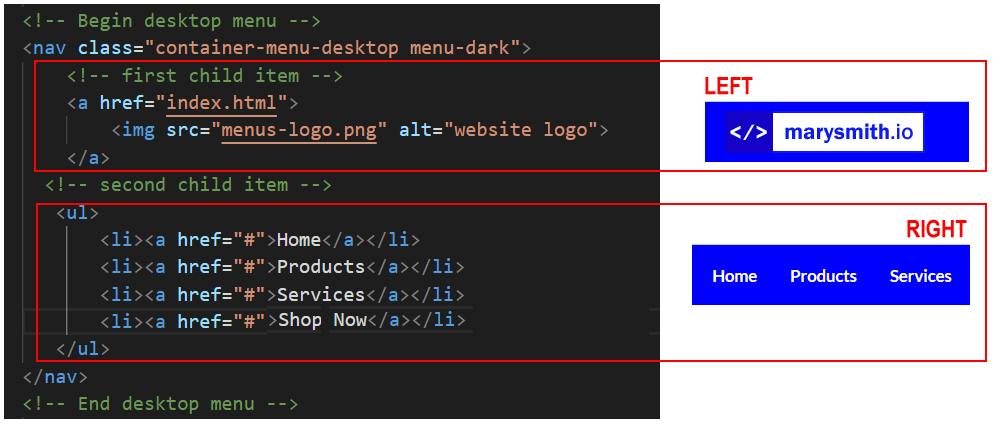 <!-- Begin desktop menu -->
<nav class="container-menu-desktop menu-dark">
<!-- first child item -->
<a href="index.html">
<img src="menus-logo.png" alt="website logo">
</a>
<!-- second child item -->
<ul>
<li><a href="#">Home</a></li>
<li><a href="#">Products</a></li>
<li><a href="#">Services</a></li>
<li><a href="#">Shop Now</a></li>
</ul>
</nav>
<!-- End desktop menu -->
LEFT
</> marysmith.io
RIGHT
Home Products Services